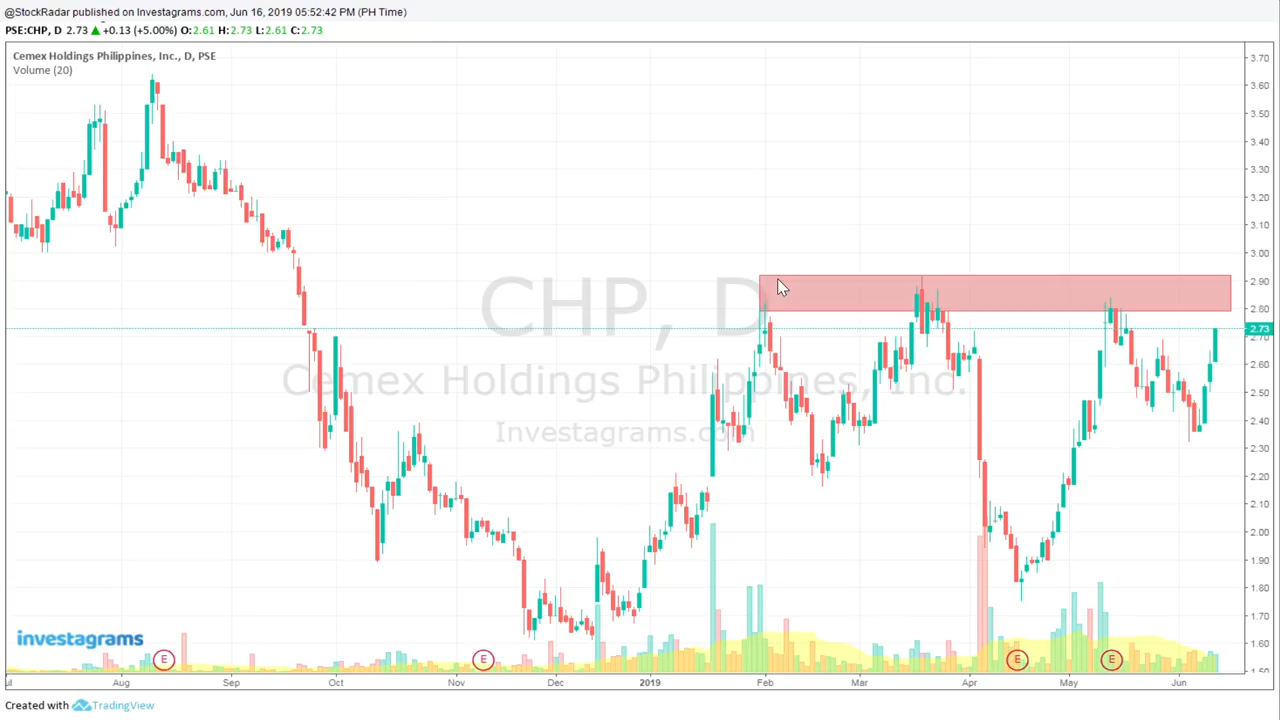 @StockRadar published on Investagrams.com, Jun 16, 2019 05:52:42 PM (PH Time)
PSE:CHP, D 2.73 ▲ +0.13 (+5.00%) O:2.61 H:2.73 L:2.61 C:2.73
Cemex Holdings Philippines, Inc., D, PSE
Volume (20)
CHP, D
Cemex Holdings Philippines, Inc.
Investagrams.com
3.70
3.60
3.50
3.40
3.30
3.20
3.10
3.00
2.90
2.80
2.73
2.70
2.60
2.50
2.40
2.30
2.20
2.10
2.00
1.90
1.80
1.70
1.60
1.50
investagrams
E E E E
ul Aug Sep Oct Nov Dec 2019 Feb Mar Apr May Jun
Created with TradingView